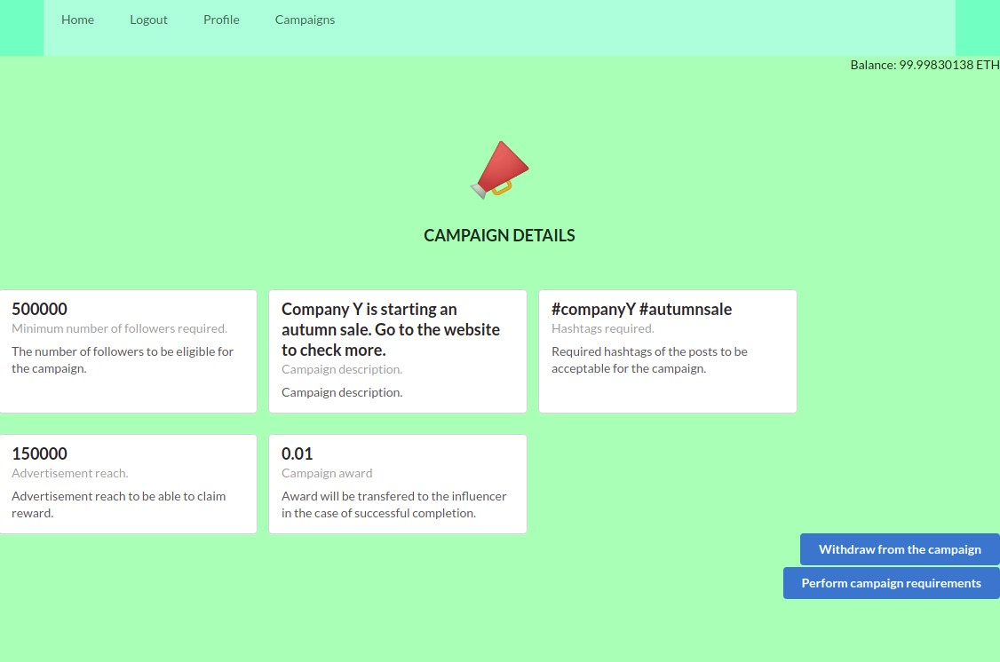 Home Logout Profile Campaigns
Balance: 99.99830138 ETH
CAMPAIGN DETAILS
500000
Minimum number of followers required.
The number of followers to be eligible for
the campaign.
Company Y is starting an
autumn sale. Go to the website
to check more.
Campaign description.
Campaign description.
#companyY #autumnsale
Hashtags required.
Required hashtags of the posts to be
acceptable for the campaign.
150000
Advertisement reach.
Advertisement reach to be able to claim
reward.
0.01
Campaign award
Award will be transfered to the influencer
in the case of successful completion.
Withdraw from the campaign
Perform campaign requirements